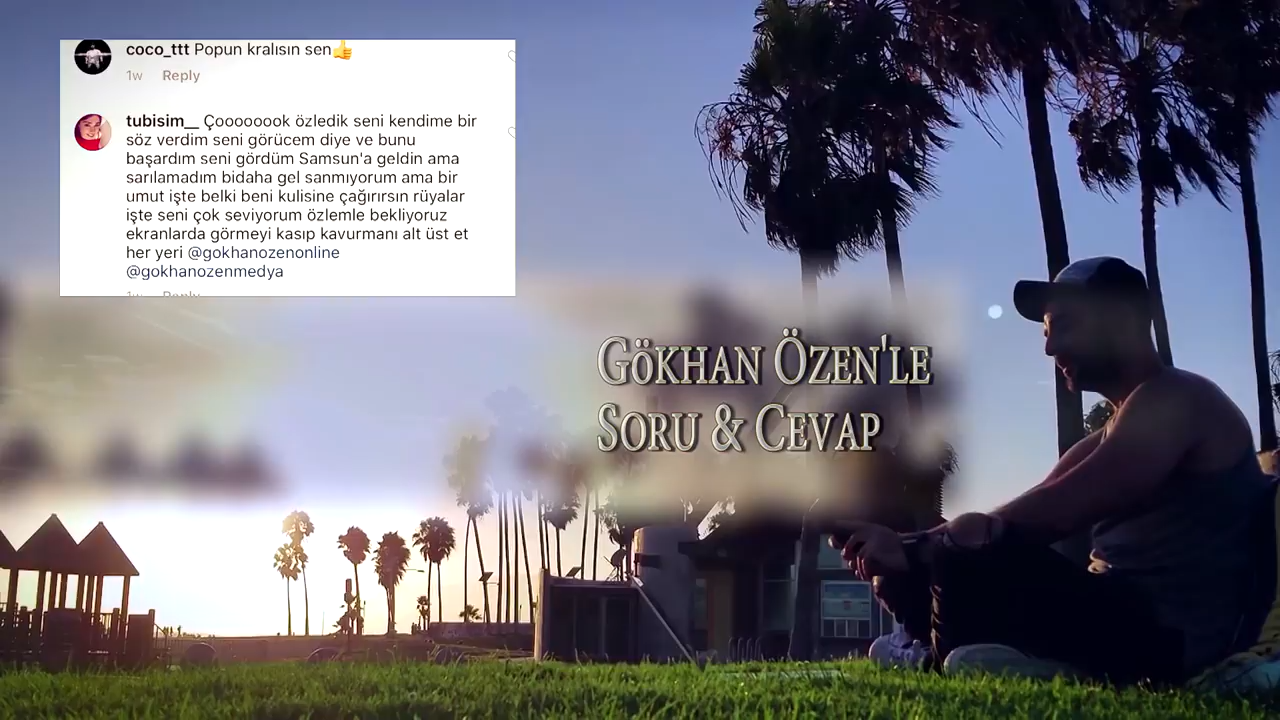 coco_ttt Popun kralısın sen👍
1w Reply
tubisim__ Çoooooook özledik seni kendime bir
söz verdim seni görücem diye ve bunu
başardım seni gördüm Samsun'a geldin ama
sarılamadım bidaha gel sanmıyorum ama bir
umut işte belki beni kulisine çağırırsın rüyalar
işte seni çok seviyorum özlemle bekliyoruz
ekranlarda görmeyi kasıp kavurmanı alt üst et
her yeri @gokhanozenonline
@gokhanozenmedya
1w Reply
Gökhan Özen'le
Soru & Cevap